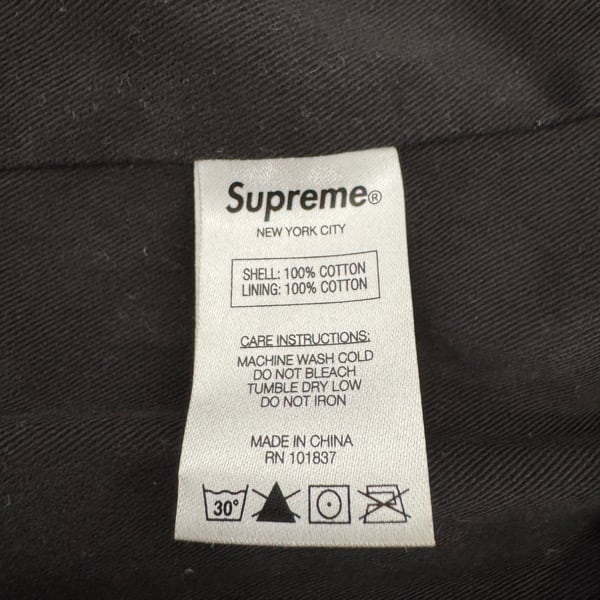 Supreme®
NEW YORK CITY
SHELL: 100% COTTON
LINING: 100% COTTON
CARE INSTRUCTIONS:
MACHINE WASH COLD
DO NOT BLEACH
TUMBLE DRY LOW
DO NOT IRON
MADE IN CHINA
RN 101837
30°